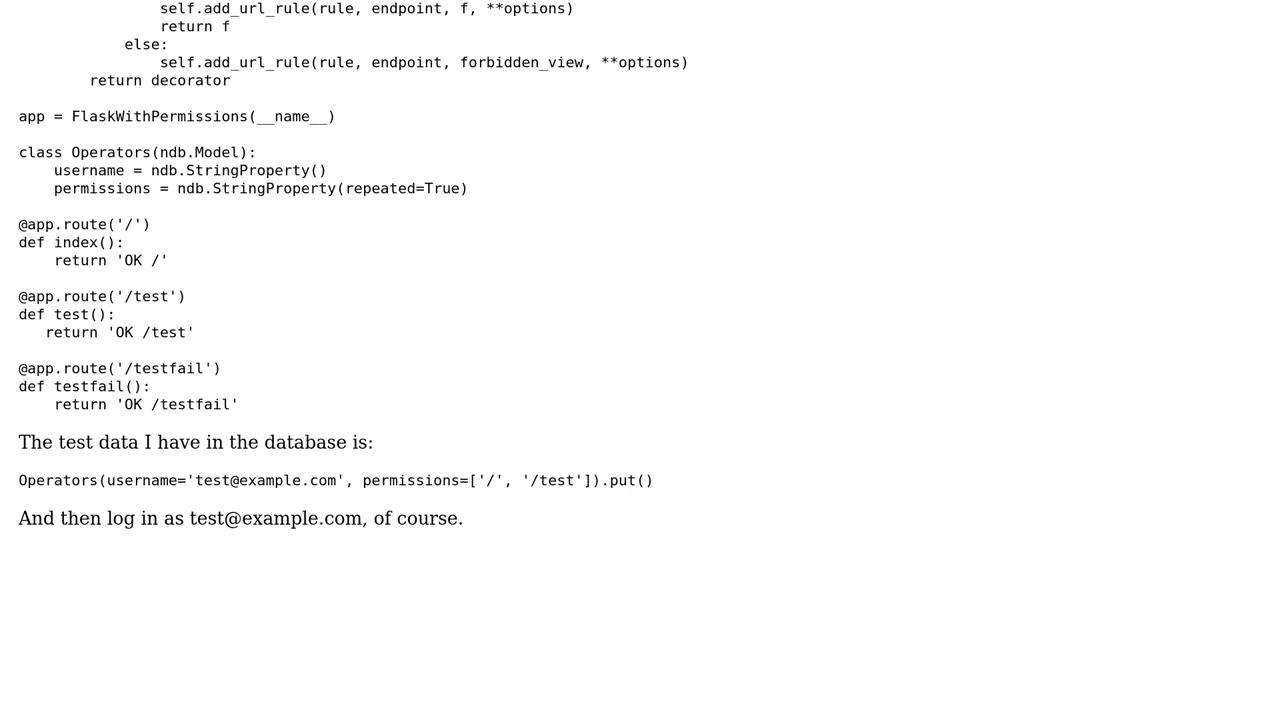 self.add_url_rule(rule, endpoint, f, **options)
                return f
            else:
                self.add_url_rule(rule, endpoint, forbidden_view, **options)
        return decorator

app = FlaskWithPermissions(__name__)

class Operators(ndb.Model):
    username = ndb.StringProperty()
    permissions = ndb.StringProperty(repeated=True)

@app.route('/')
def index():
    return 'OK /'

@app.route('/test')
def test():
   return 'OK /test'

@app.route('/testfail')
def testfail():
    return 'OK /testfail'

The test data I have in the database is:

Operators(username='test@example.com', permissions=['/', '/test']).put()

And then log in as test@example.com, of course.